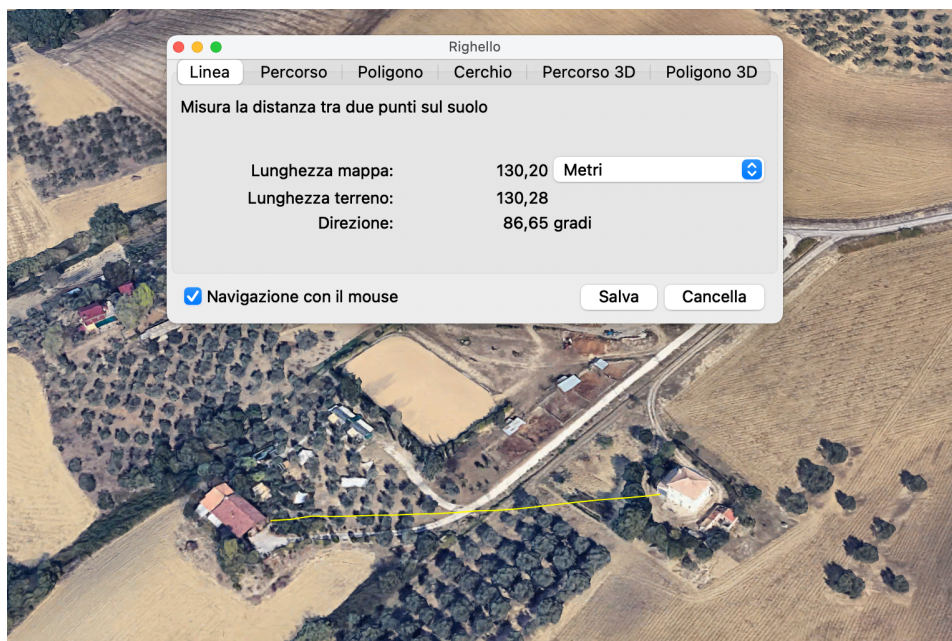 Righello
Linea Percorso Poligono Cerchio Percorso 3D Poligono 3D
Misura la distanza tra due punti sul suolo
Lunghezza mappa: 130,20 Metri
Lunghezza terreno: 130,28
Direzione: 86,65 gradi
Navigazione con il mouse Salva Cancella